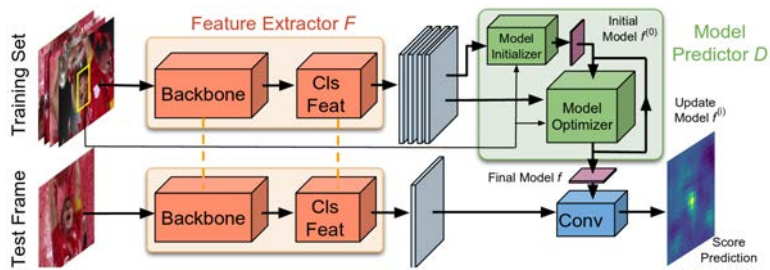 Training Set
Feature Extractor F
Backbone
Cls
Feat
Model
Initializer
Initial
Model f⁽⁰⁾
Model
Predictor D
Model
Optimizer
Update
Model f⁽ⁱ⁾
Final Model f
Test Frame
Backbone
Cls
Feat
Conv
Score
Prediction